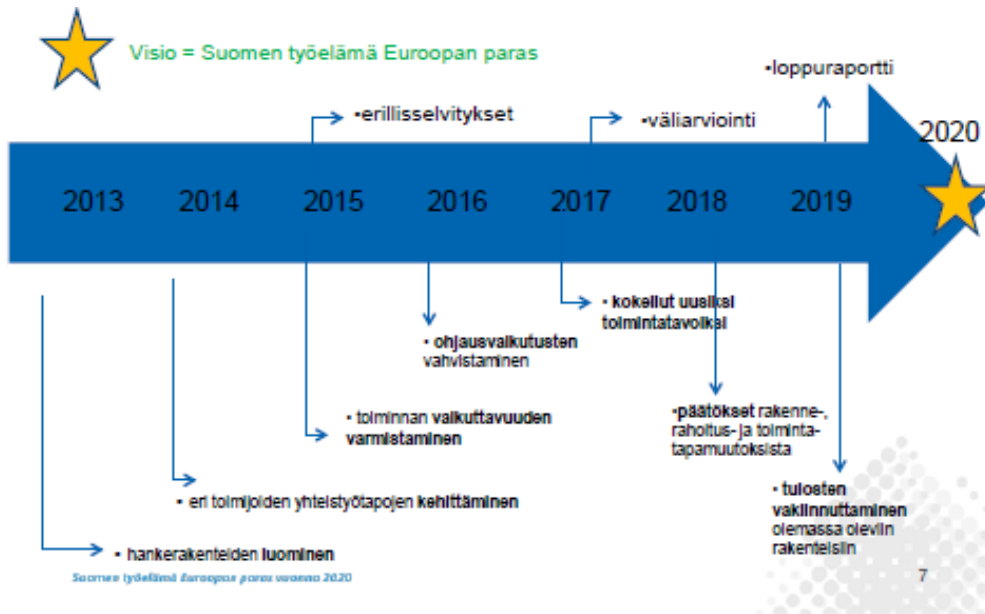 Visio = Suomen työelämä Euroopan paras
▪loppuraportti
▪erillisselvitykset
▪väliarviointi
2020
2013
2014
2015
2016
2017
2018
2019
▪ kokeilut uusiksi
toimintatavoiksi
▪ ohjausvaikutusten
vahvistaminen
▪ toiminnan vaikuttavuuden
varmistaminen
▪päätökset rakenne-,
rahoitus- ja toiminta-
tapamuutoksista
▪ eri toimijoiden yhteistyötapojen kehittäminen
▪ tulosten
vakiinnuttaminen
olemassa oleviin
rakenteisiin
▪ hankerakenteiden luominen
Suomen työelämä Euroopan paras vuonna 2020
7